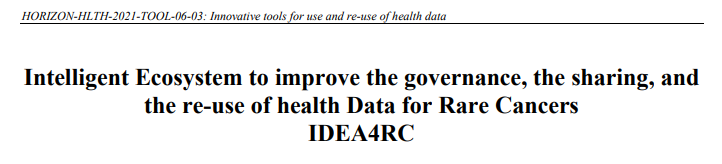 HORIZON-HLTH-2021-TOOL-06-03: Innovative tools for use and re-use of health data
Intelligent Ecosystem to improve the governance, the sharing, and
the re-use of health Data for Rare Cancers
IDEA4RC